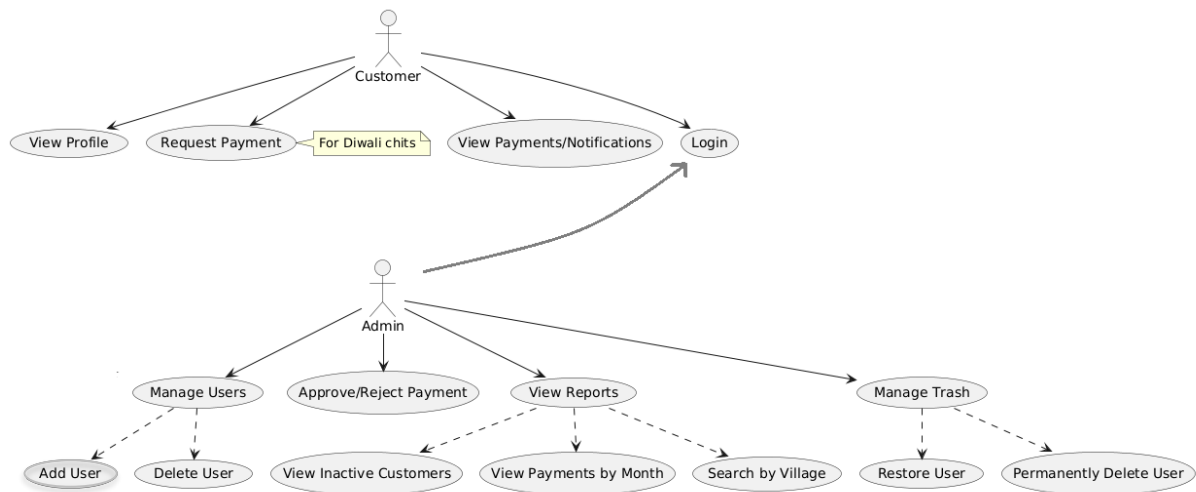 Customer
View Profile
Request Payment
For Diwali chits
View Payments/Notifications
Login
Admin
Manage Users
Approve/Reject Payment
View Reports
Manage Trash
Add User
Delete User
View Inactive Customers
View Payments by Month
Search by Village
Restore User
Permanently Delete User